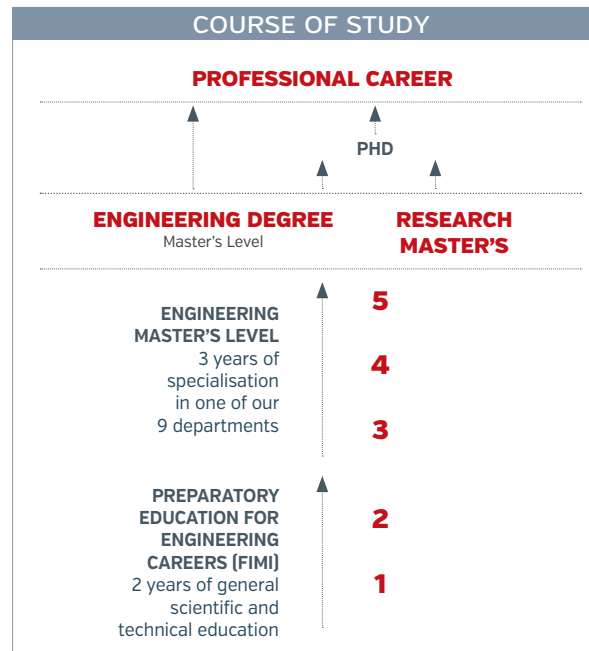 COURSE OF STUDY
PROFESSIONAL CAREER
PHD
ENGINEERING DEGREE
Master's Level
RESEARCH
MASTER'S
5
ENGINEERING
MASTER'S LEVEL
3 years of
specialisation
in one of our
9 departments
4
3
PREPARATORY
EDUCATION FOR
ENGINEERING
CAREERS (FIMI)
2 years of general
scientific and
technical education
2
1